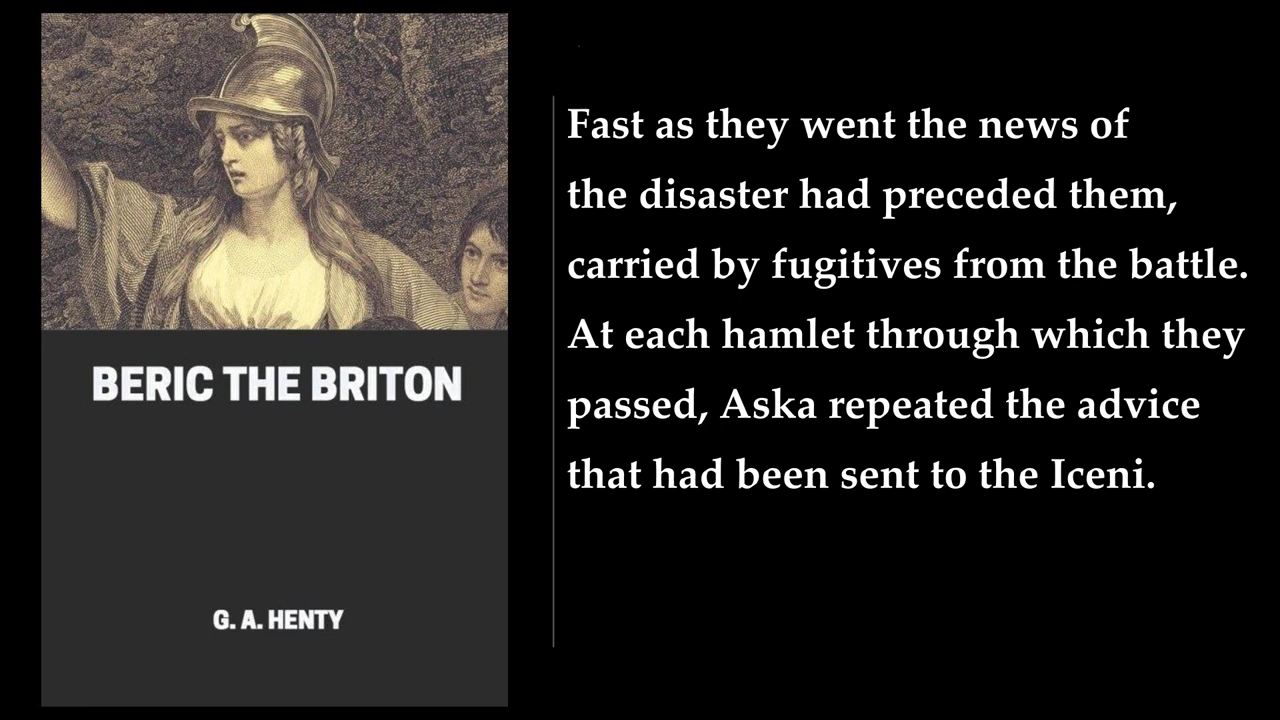 BERIC THE BRITON
G. A. HENTY
Fast as they went the news of
the disaster had preceded them,
carried by fugitives from the battle.
At each hamlet through which they
passed, Aska repeated the advice
that had been sent to the Iceni.